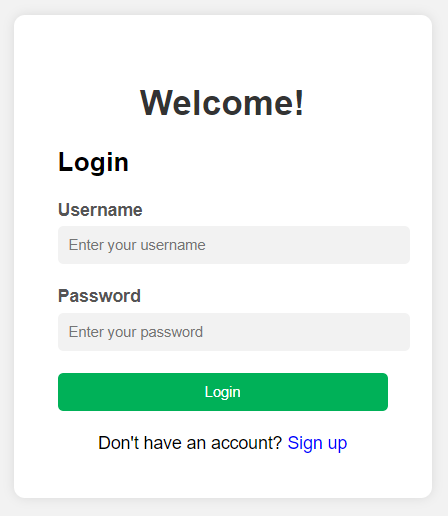 Welcome!
Login
Username
Enter your username
Password
Enter your password
Login
Don't have an account? Sign up